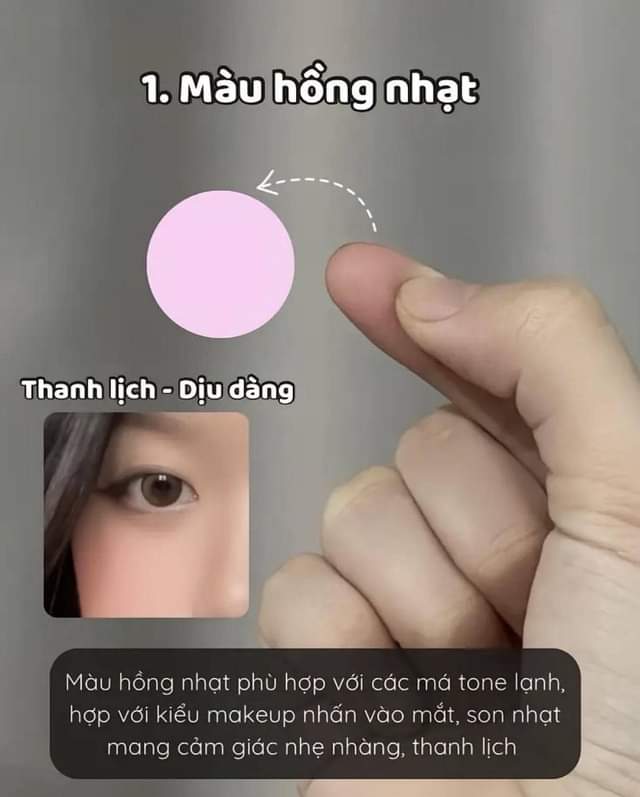 1. Màu hồng nhạt
Thanh lịch - Dịu dàng
Màu hồng nhạt phù hợp với các má tone lạnh,
hợp với kiểu makeup nhấn vào mắt, son nhạt
mang cảm giác nhẹ nhàng, thanh lịch